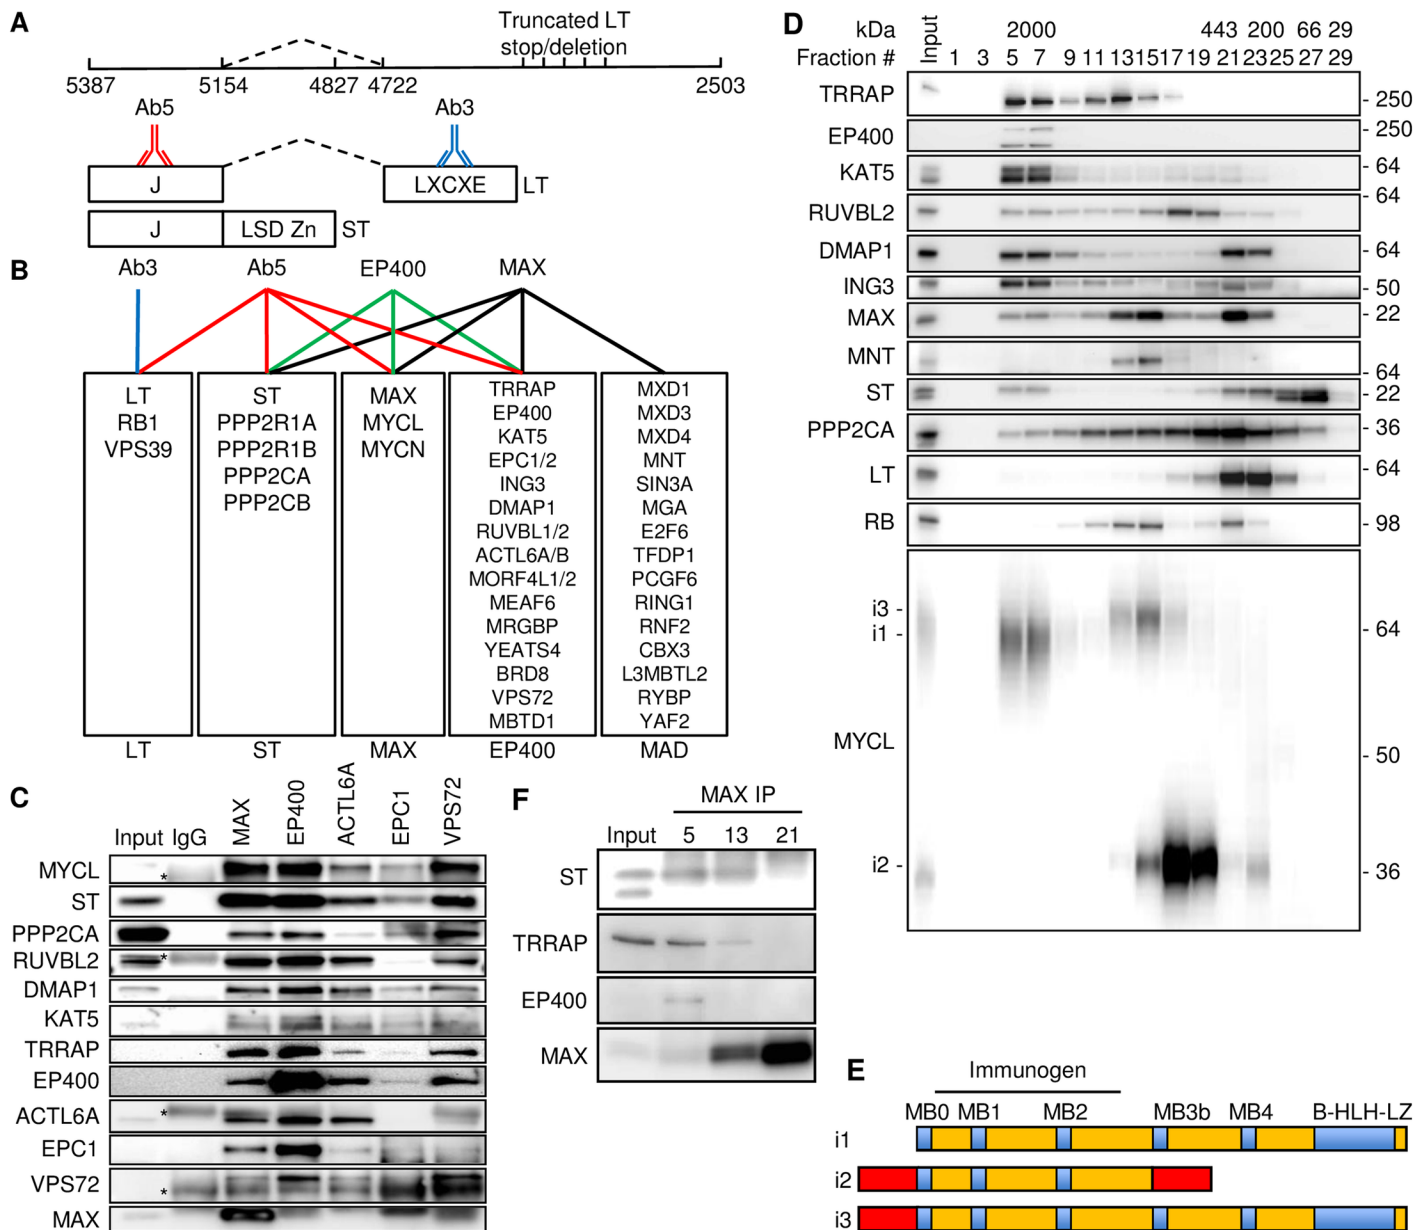 A
Truncated LT
stop/deletion
5387 5154 4827 4722 2503
Ab5 Ab3
J LXCXE LT
J LSD Zn ST
B
Ab3 Ab5 EP400 MAX
LT
RB1
VPS39
ST
PPP2R1A
PPP2R1B
PPP2CA
PPP2CB
MAX
MYCL
MYCN
TRRAP
EP400
KAT5
EPC1/2
ING3
DMAP1
RUVBL1/2
ACTL6A/B
MORF4L1/2
MEAF6
MRGBP
YEATS4
BRD8
VPS72
MBTD1
MXD1
MXD3
MXD4
MNT
SIN3A
MGA
E2F6
TFDP1
PCGF6
RING1
RNF2
CBX3
L3MBTL2
RYBP
YAF2
LT ST MAX EP400 MAD
C
Input IgG MAX EP400 ACTL6A EPC1 VPS72
MYCL *
ST
PPP2CA
RUVBL2 *
DMAP1
KAT5
TRRAP
EP400
ACTL6A *
EPC1
VPS72 *
MAX
D
kDa 2000 443 200 66 29
Fraction # Input 1 3 5 7 9 11 13 15 17 19 21 23 25 27 29
TRRAP - 250
EP400 - 250
KAT5 - 64
- 64
RUVBL2
DMAP1 - 64
ING3 - 50
MAX - 22
MNT
- 64
ST - 22
PPP2CA - 36
LT - 64
RB - 98
i3 -
i1 - - 64
MYCL - 50
i2 - - 36
F
MAX IP
Input 5 13 21
ST
TRRAP
EP400
MAX
E
Immunogen
MB0 MB1 MB2 MB3b MB4 B-HLH-LZ
i1
i2
i3